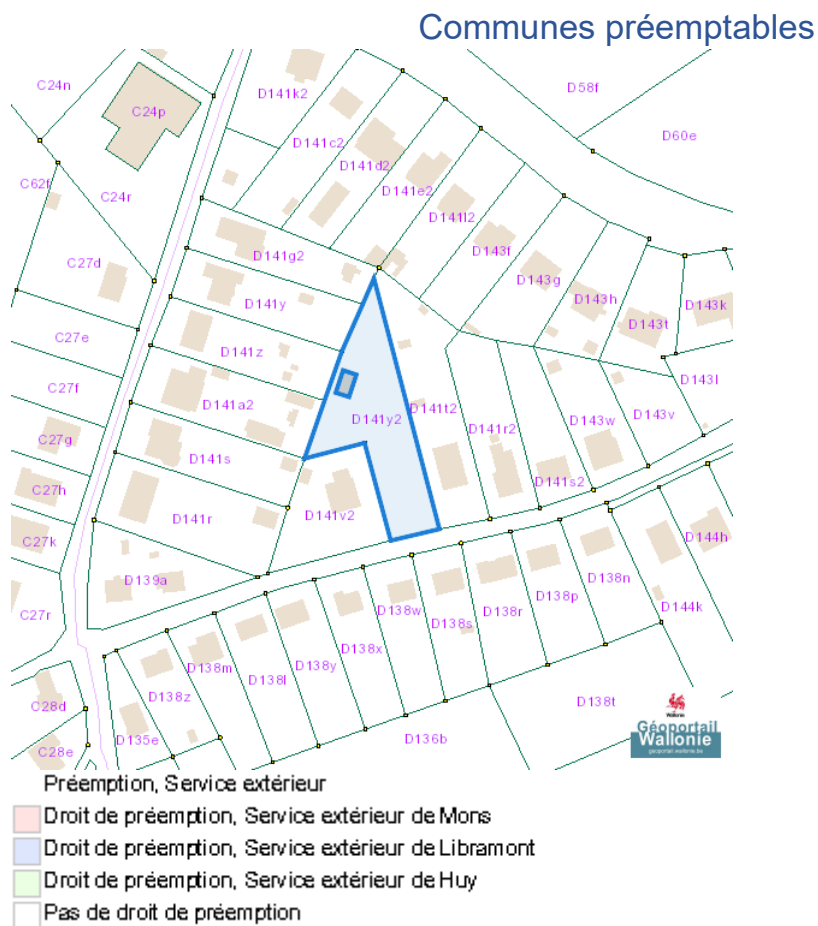 Communes préemptables
C24n
D141k2
D58f
C24p
D60e
D141c2
D141d2
C62f
D141e2
C24r
D141l2
D141g2
D143f
C27d
D143g
D141y
D143h
D143k
D143t
C27e
D141z
D143l
C27f
D141a2
D141t2
D141y2
D143v
D143w
C27g
D141r2
D141s
C27h
D141s2
D141r
D141v2
C27k
D144h
D139a
D138n
D138p
D144k
C27r
D138w
D138r
D138s
D138x
D138m
D138y
D138l
D138z
C28d
D138t
D135e
D136b
C28e
Wallonie
Géoportail
Wallonie
geoportail.wallonie.be
Préemption, Service extérieur
Droit de préemption, Service extérieur de Mons
Droit de préemption, Service extérieur de Libramont
Droit de préemption, Service extérieur de Huy
Pas de droit de préemption